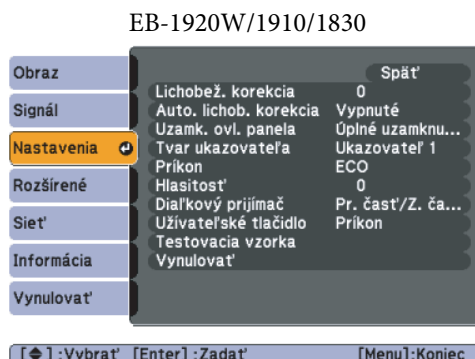 EB-1920W/1910/1830
Obraz
Signál
Nastavenia
Rozšírené
Sieť
Informácia
Vynulovať
Späť
Lichobež. korekcia 0
Auto. lichob. korekcia Vypnuté
Uzamk. ovl. panela Úplné uzamknu...
Tvar ukazovateľa Ukazovateľ 1
Príkon ECO
Hlasitosť 0
Diaľkový prijímač Pr. časť/Z. ča...
Užívateľské tlačidlo Príkon
Testovacia vzorka
Vynulovať
[◆]:Vybrať [Enter]:Zadať [Menu]:Koniec